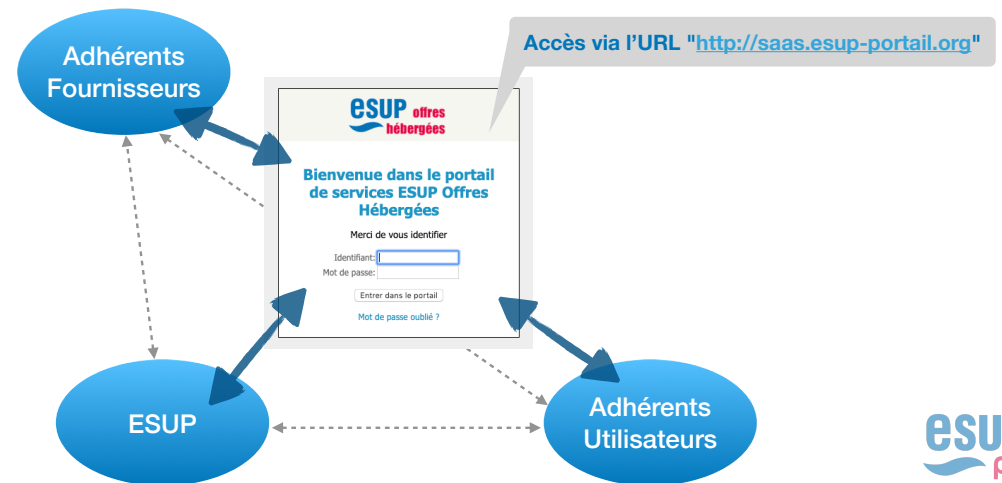 Adhérents
Fournisseurs
Accès via l'URL "http://saas.esup-portail.org"
esup offres
hébergées
Bienvenue dans le portail
de services ESUP Offres
Hébergées
Merci de vous identifier
Identifiant:
Mot de passe:
Entrer dans le portail
Mot de passe oublié ?
ESUP
Adhérents
Utilisateurs